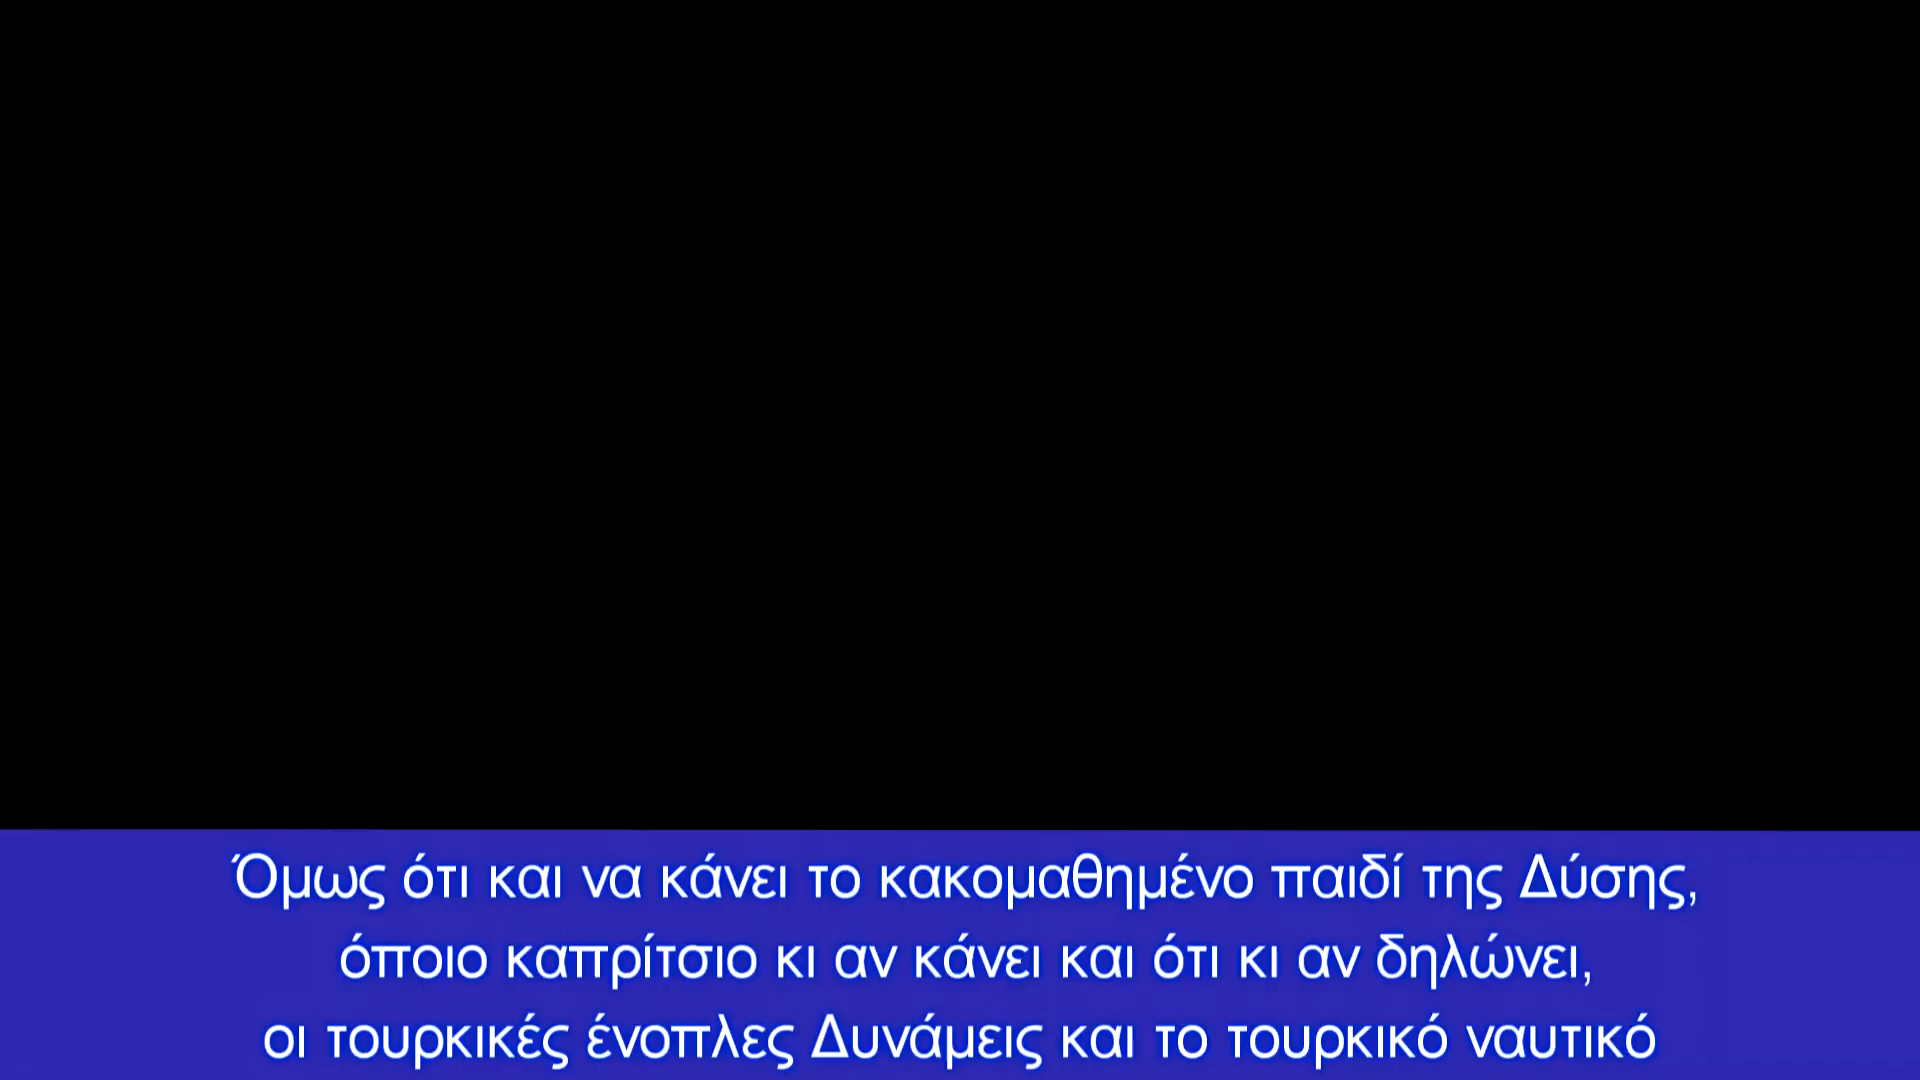 Όμως ότι και να κάνει το κακομαθημένο παιδί της Δύσης,
όποιο καπρίτσιο κι αν κάνει και ότι κι αν δηλώνει,
οι τουρκικές ένοπλες Δυνάμεις και το τουρκικό ναυτικό